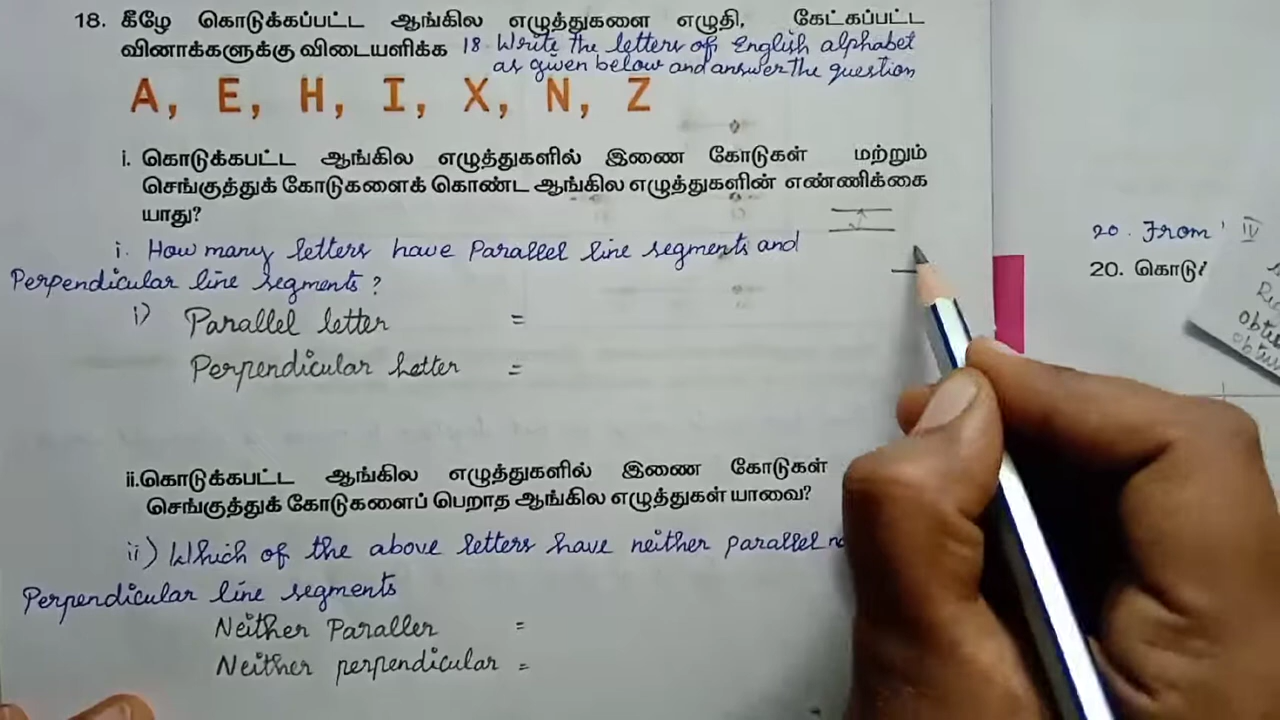 18. கீழே கொடுக்கப்பட்ட ஆங்கில எழுத்துகளை எழுதி, கேட்கப்பட்ட
வினாக்களுக்கு விடையளிக்க 18. Write the letters of English alphabet
as given below and answer the question
A, E, H, I, X, N, Z
i. கொடுக்கபட்ட ஆங்கில எழுத்துகளில் இணை கோடுகள் மற்றும்
செங்குத்துக் கோடுகளைக் கொண்ட ஆங்கில எழுத்துகளின் எண்ணிக்கை
யாது?
i. How many letters have Parallel line segments and
Perpendicular line segments?
i) Parallel letter =
Perpendicular letter =
ii.கொடுக்கபட்ட ஆங்கில எழுத்துகளில் இணை கோடுகள்
செங்குத்துக் கோடுகளைப் பெறாத ஆங்கில எழுத்துகள் யாவை?
ii) Which of the above letters have neither parallel
Perpendicular line segments
Neither Paraller =
Neither perpendicular =
20. From IV
20.